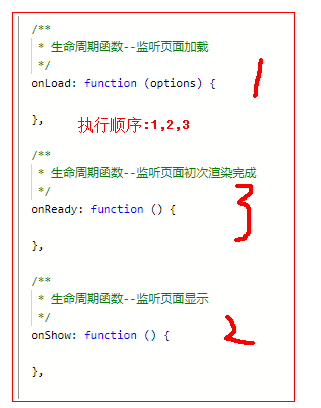 /**
* 生命周期函数--监听页面加载
*/
onLoad: function (options) {
1
},
执行顺序:1,2,3
/**
* 生命周期函数--监听页面初次渲染完成
*/
onReady: function () {
3
},
/**
* 生命周期函数--监听页面显示
*/
onShow: function () {
2
},